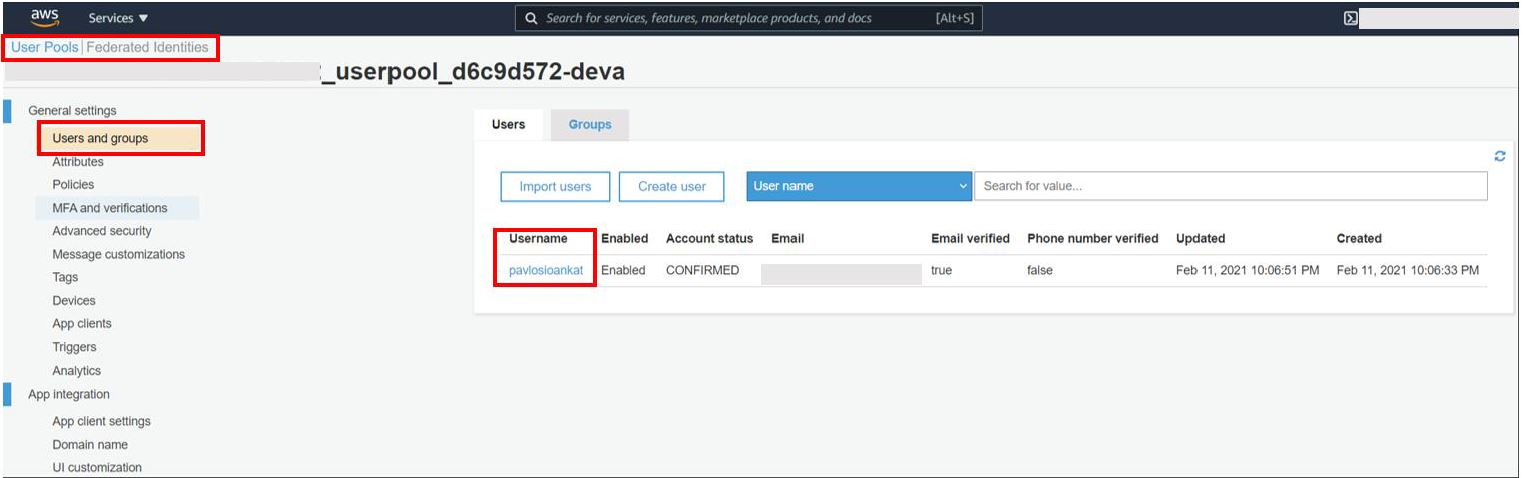 aws Services Search for services, features, marketplace products, and docs [Alt+S]
User Pools | Federated Identities
_userpool_d6c9d572-deva
General settings
Users and groups
Attributes
Policies
MFA and verifications
Advanced security
Message customizations
Tags
Devices
App clients
Triggers
Analytics
App integration
App client settings
Domain name
UI customization
Users Groups
Import users Create user User name Search for value...
Username Enabled Account status Email Email verified Phone number verified Updated Created
pavlosioankat Enabled CONFIRMED true false Feb 11, 2021 10:06:51 PM Feb 11, 2021 10:06:33 PM